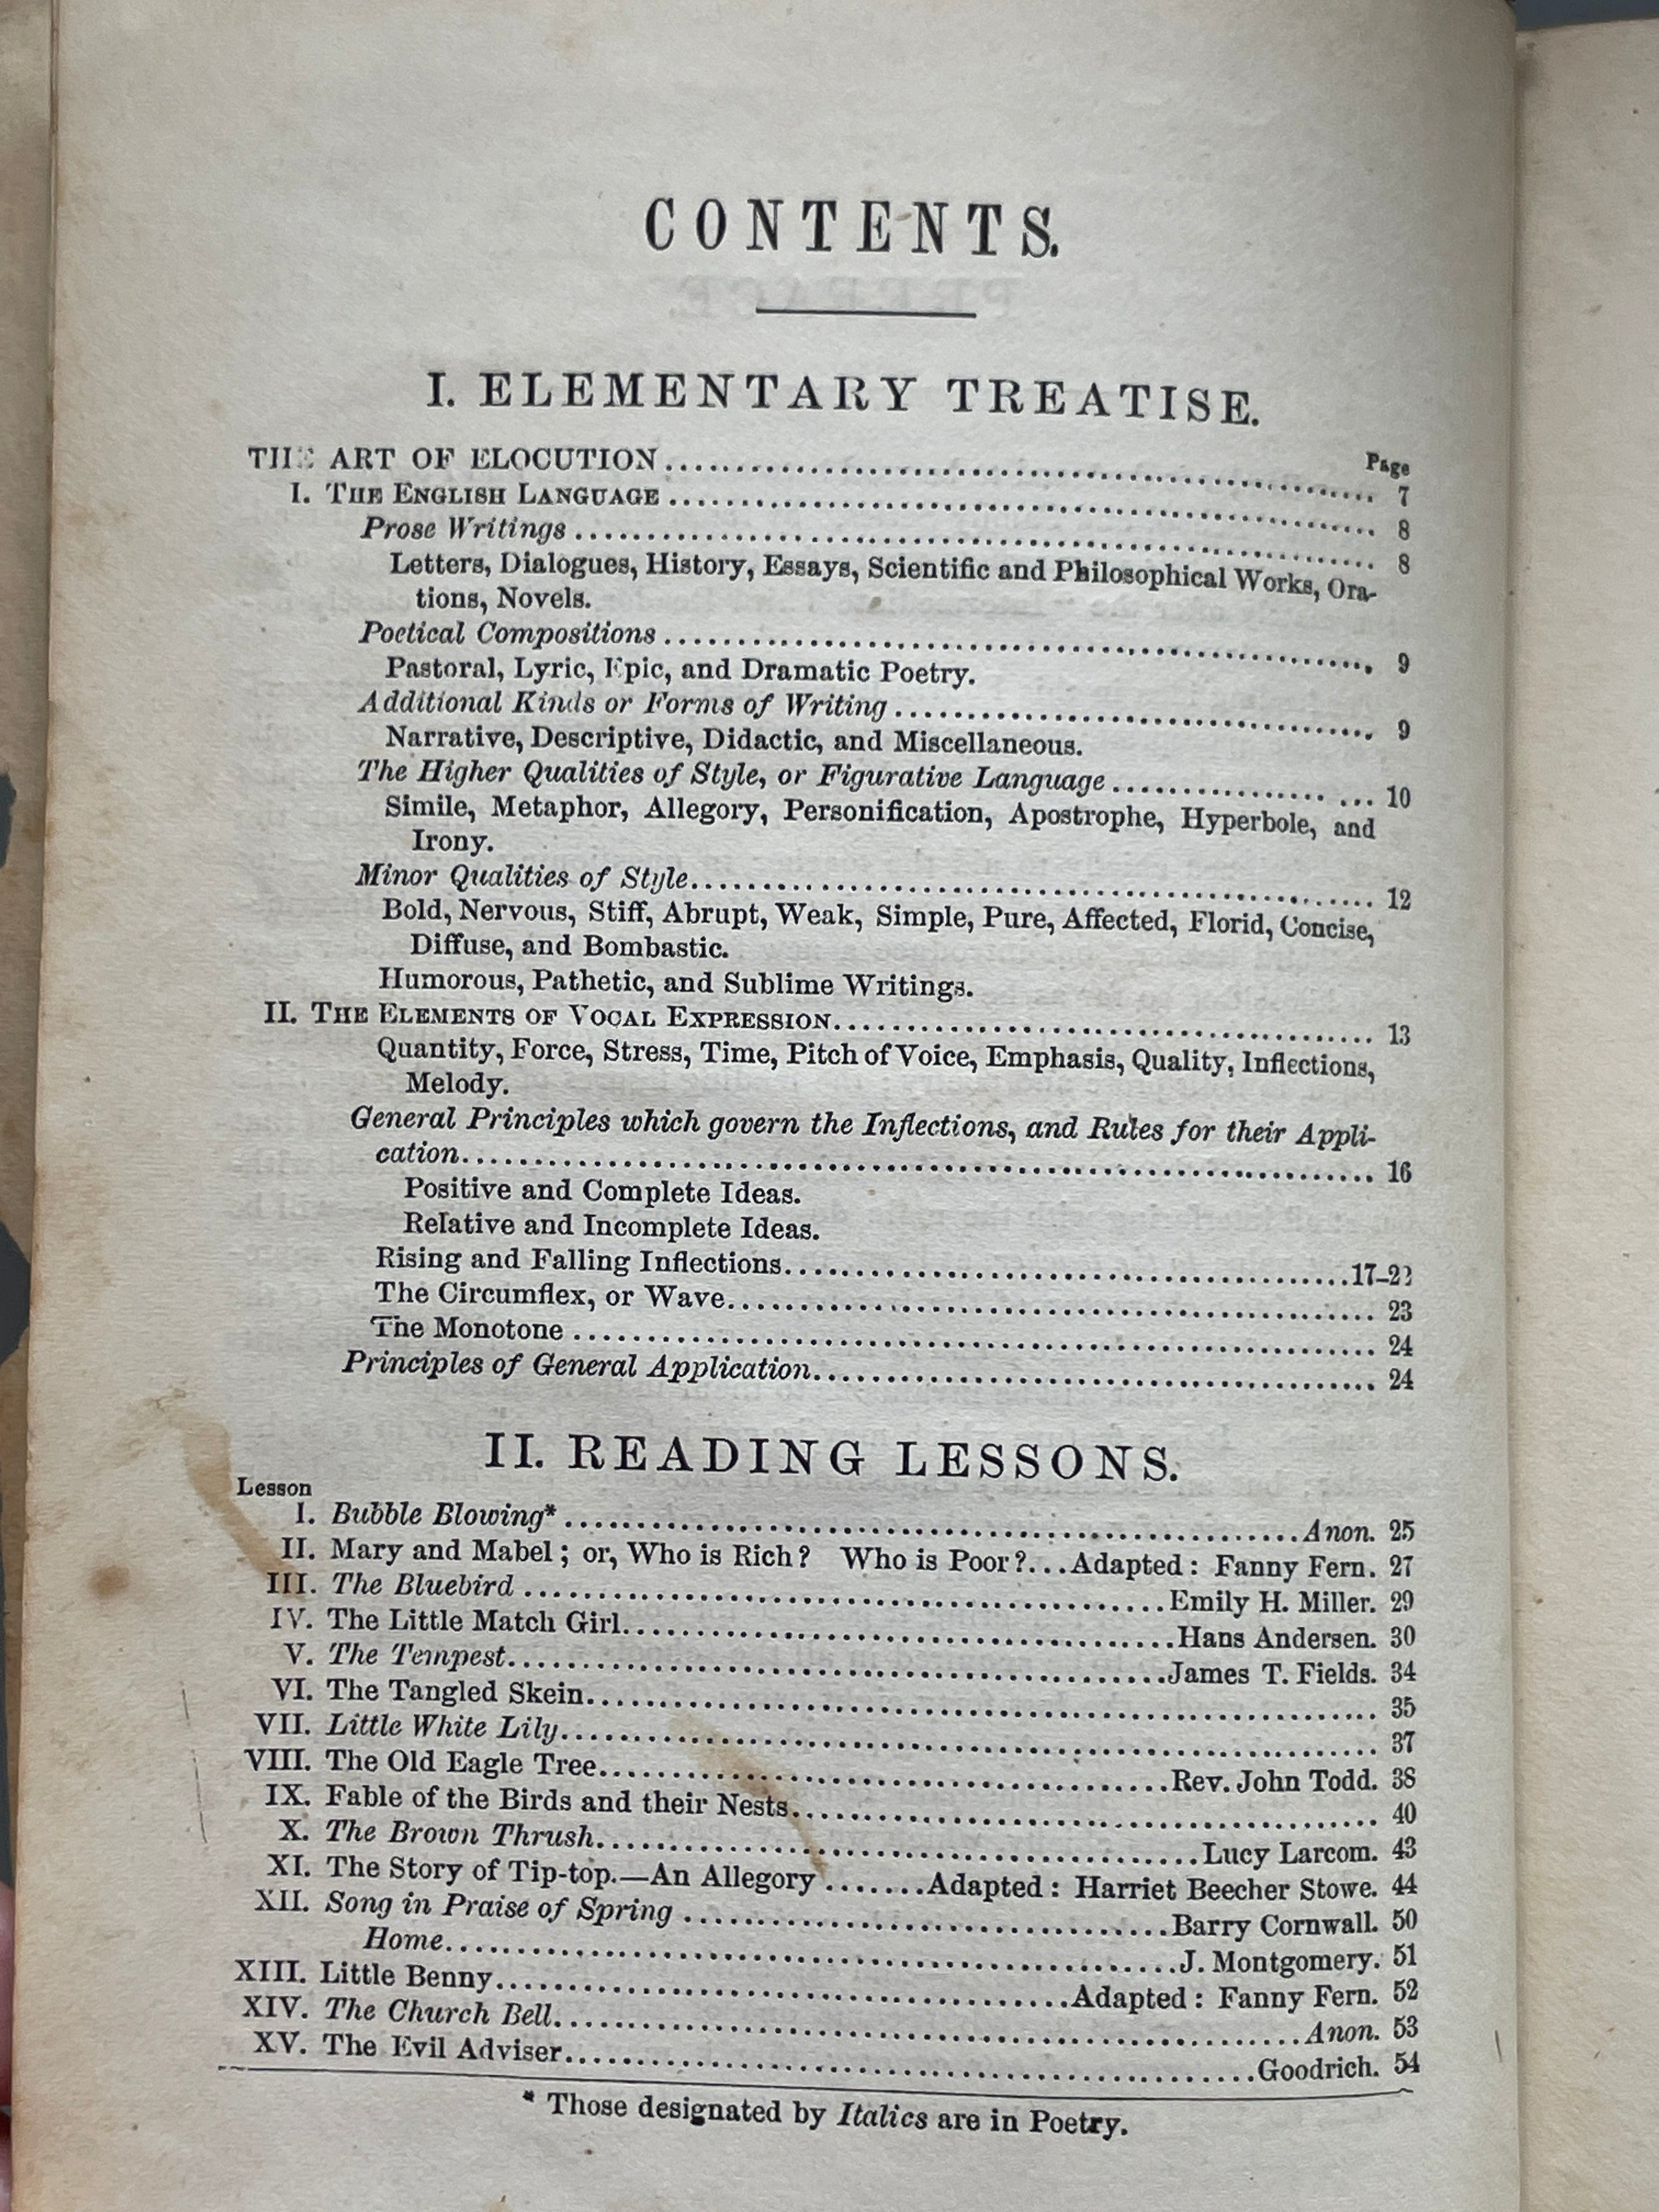 CONTENTS.
I. ELEMENTARY TREATISE.
Page
THE ART OF ELOCUTION........ 7
I. THE ENGLISH LANGUAGE........ 8
Prose Writings........ 8
Letters, Dialogues, History, Essays, Scientific and Philosophical Works, Ora-
tions, Novels.
Poetical Compositions........ 9
Pastoral, Lyric, Epic, and Dramatic Poetry.
Additional Kinds or Forms of Writing........ 9
Narrative, Descriptive, Didactic, and Miscellaneous.
The Higher Qualities of Style, or Figurative Language........ 10
Simile, Metaphor, Allegory, Personification, Apostrophe, Hyperbole, and
Irony.
Minor Qualities of Style........ 12
Bold, Nervous, Stiff, Abrupt, Weak, Simple, Pure, Affected, Florid, Concise,
Diffuse, and Bombastic.
Humorous, Pathetic, and Sublime Writings.
II. THE ELEMENTS OF VOCAL EXPRESSION........ 13
Quantity, Force, Stress, Time, Pitch of Voice, Emphasis, Quality, Inflections,
Melody.
General Principles which govern the Inflections, and Rules for their Appli-
cation........ 16
Positive and Complete Ideas.
Relative and Incomplete Ideas.
Rising and Falling Inflections........
The Circumflex, or Wave........ 23
The Monotone........ 24
Principles of General Application........ 24
II. READING LESSONS.
Lesson
I. Bubble Blowing*........Anon. 25
II. Mary and Mabel; or, Who is Rich? Who is Poor?...Adapted: Fanny Fern. 27
III. The Bluebird........Emily H. Miller. 29
IV. The Little Match Girl........Hans Andersen. 30
V. The Tempest........James T. Fields. 34
VI. The Tangled Skein........ 35
VII. Little White Lily........ 37
VIII. The Old Eagle Tree........Rev. John Todd. 38
IX. Fable of the Birds and their Nests........ 40
X. The Brown Thrush........Lucy Larcom. 43
XI. The Story of Tip-top.—An Allegory.......Adapted: Harriet Beecher Stowe. 44
XII. Song in Praise of Spring........Barry Cornwall. 50
Home........J. Montgomery. 51
XIII. Little Benny........Adapted: Fanny Fern. 52
XIV. The Church Bell........Anon. 53
XV. The Evil Adviser........Goodrich. 54
* Those designated by Italics are in Poetry.